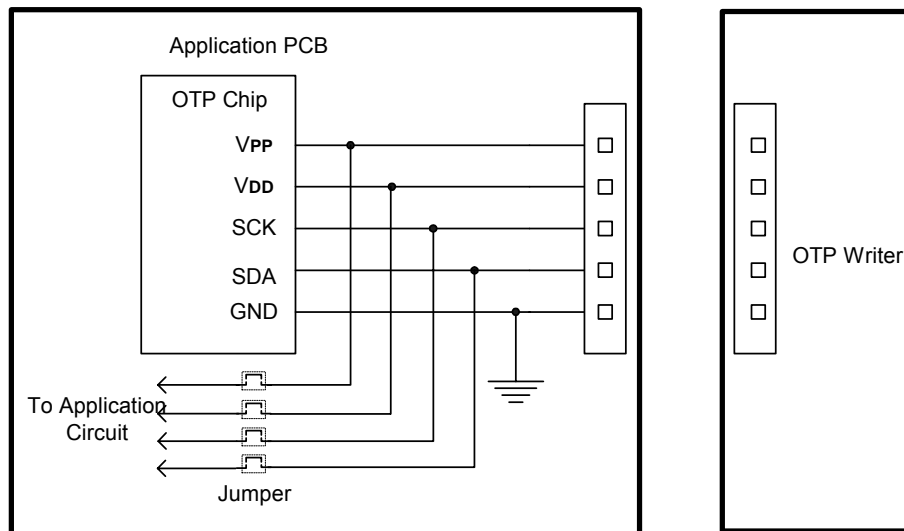 Application PCB
OTP Chip
VPP
VDD
SCK
SDA
GND
OTP Writer
To Application
Circuit
Jumper